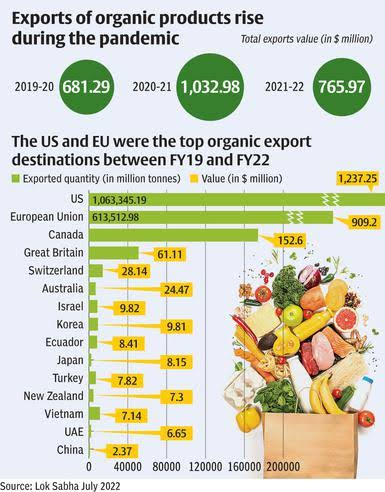 Exports of organic products rise
during the pandemic
Total exports value (in $ million)
2019-20 681.29 2020-21 1,032.98 2021-22 765.97
The US and EU were the top organic export
destinations between FY19 and FY22
Exported quantity (in million tonnes) Value (in $ million)
1,237.25
US 1,063,345.19
European Union 613,512.98 909.2
Canada 152.6
Great Britain 61.11
Switzerland 28.14
Australia 24.47
Israel 9.82
Korea 9.81
Ecuador 8.41
Japan 8.15
Turkey 7.82
New Zealand 7.3
Vietnam 7.14
UAE 6.65
China 2.37
0 40000 80000 120000 160000 200000
Source: Lok Sabha July 2022